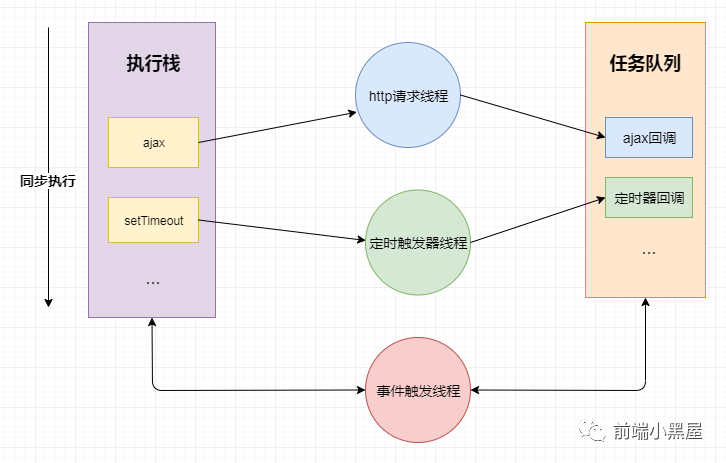 执行栈
任务队列
http请求线程
ajax
ajax回调
同步执行
setTimeout
定时触发器线程
定时器回调
...
...
事件触发线程
前端小黑屋